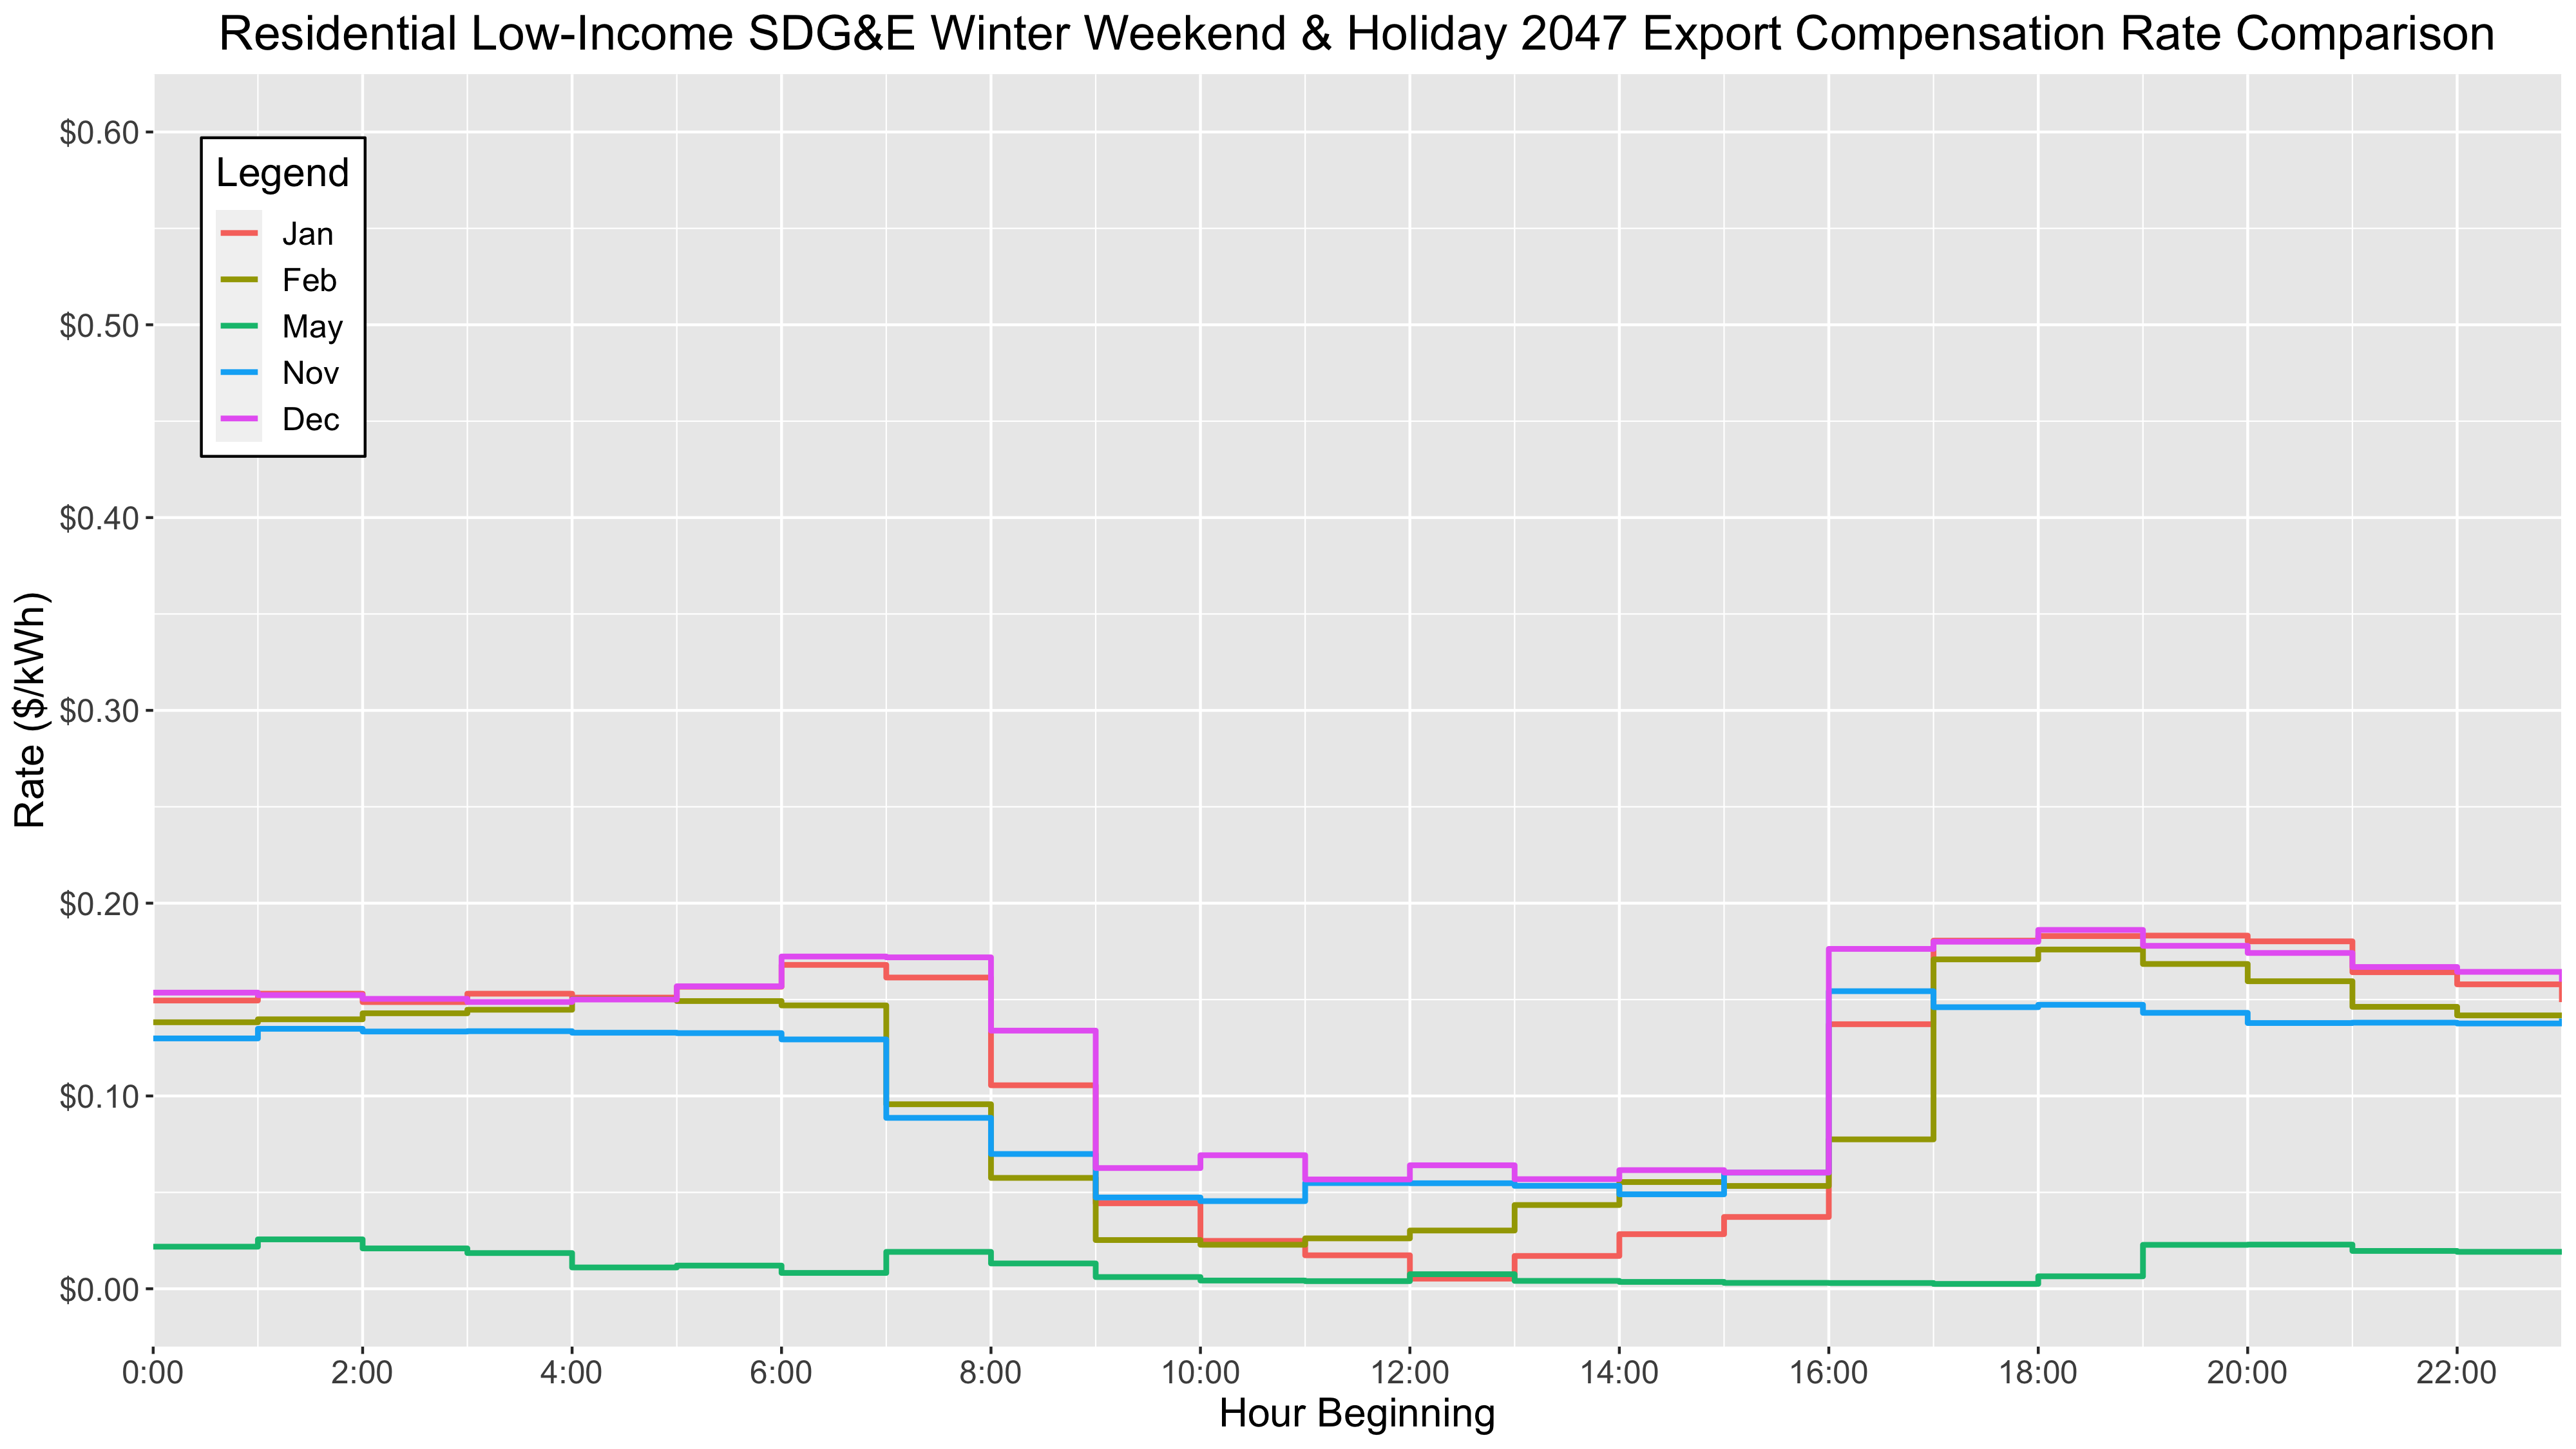 Residential Low-Income SDG&E Winter Weekend & Holiday 2047 Export Compensation Rate Comparison
$0.60
$0.50
$0.40
$0.30
$0.20
$0.10
$0.00
Rate ($/kWh)
Legend
Jan
Feb
May
Nov
Dec
0:00 2:00 4:00 6:00 8:00 10:00 12:00 14:00 16:00 18:00 20:00 22:00
Hour Beginning